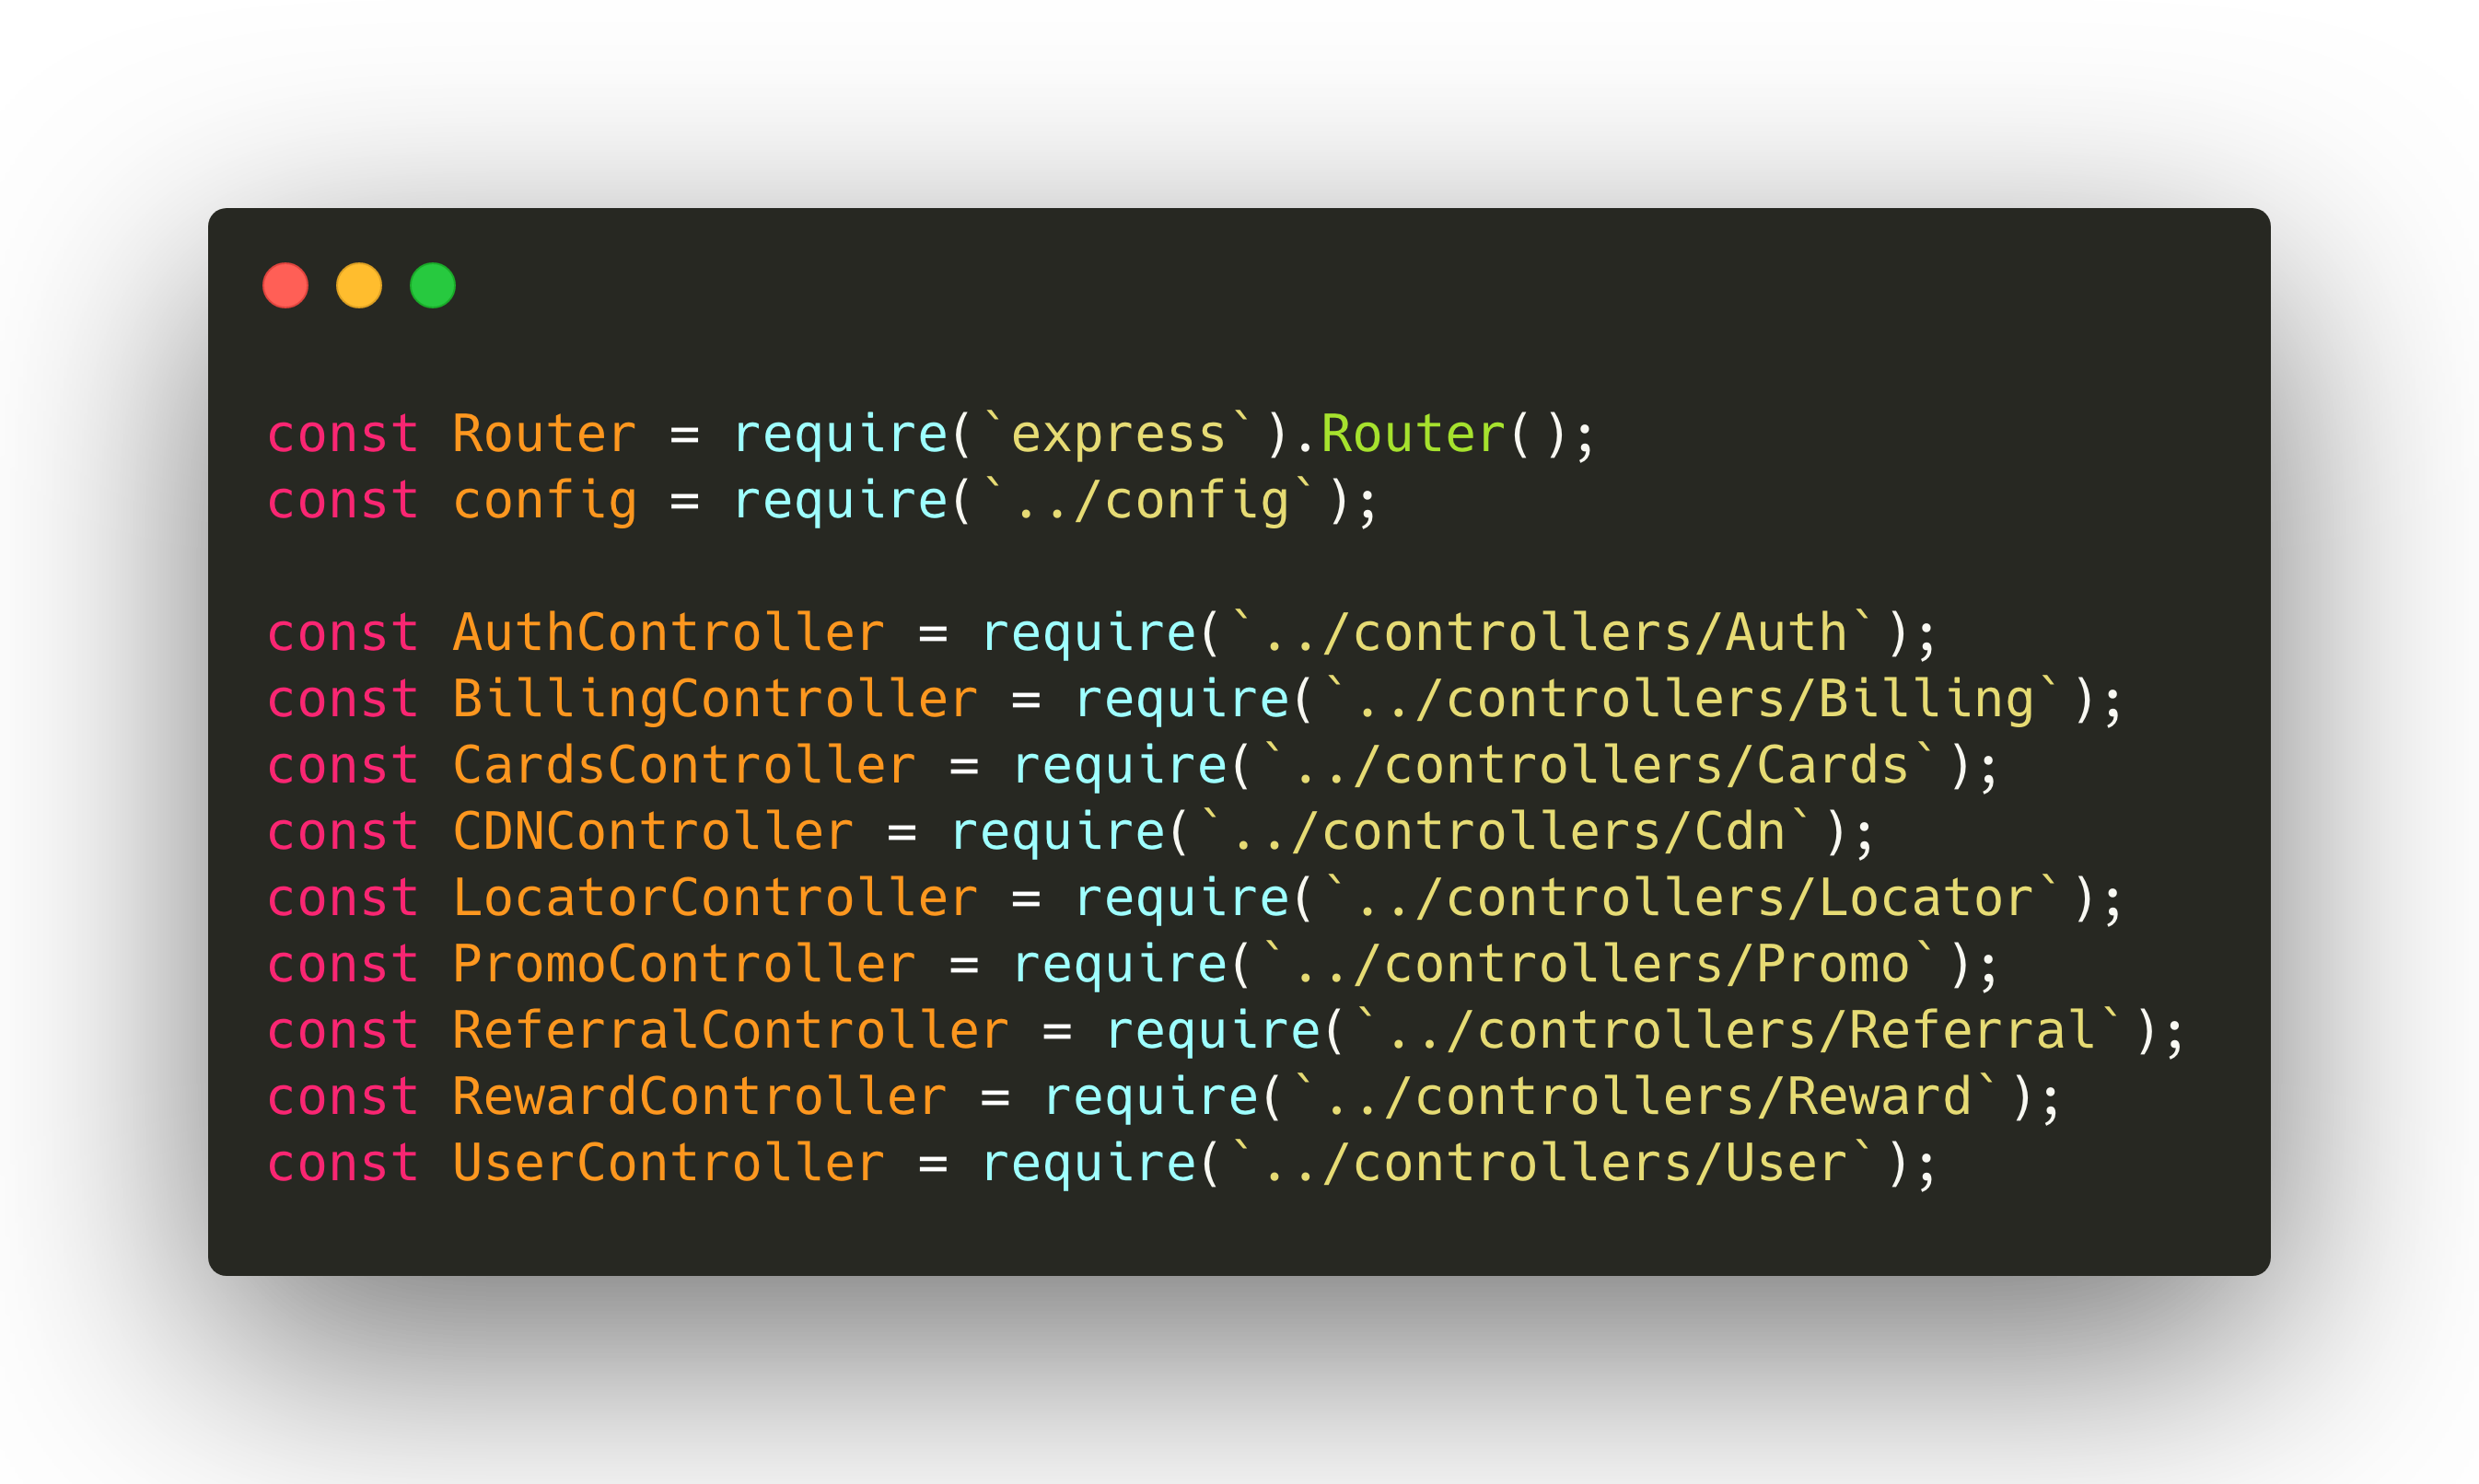 const Router = require(`express`).Router();
const config = require(`../config`);
const AuthController = require(`../controllers/Auth`);
const BillingController = require(`../controllers/Billing`);
const CardsController = require(`../controllers/Cards`);
const CDNController = require(`../controllers/Cdn`);
const LocatorController = require(`../controllers/Locator`);
const PromoController = require(`../controllers/Promo`);
const ReferralController = require(`../controllers/Referral`);
const RewardController = require(`../controllers/Reward`);
const UserController = require(`../controllers/User`);